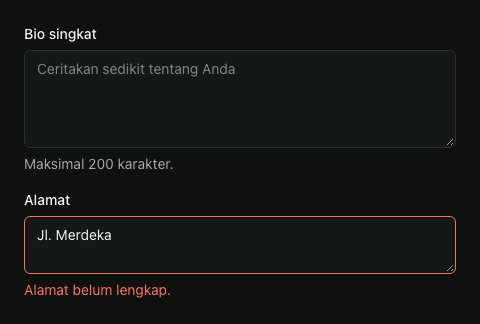 Bio singkat
Ceritakan sedikit tentang Anda
Maksimal 200 karakter.
Alamat
Jl. Merdeka
Alamat belum lengkap.